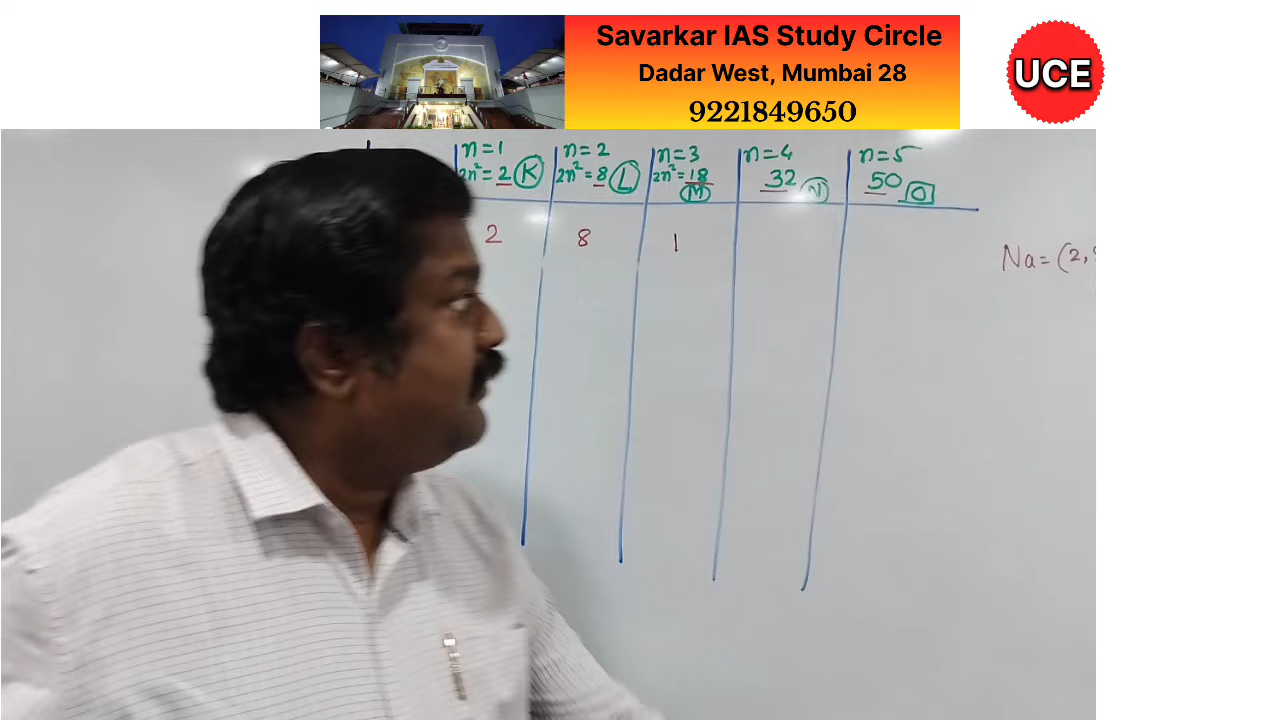 Savarkar IAS Study Circle
Dadar West, Mumbai 28
9221849650
UCE
n=1
2n²=2 K
n=2
2n²=8 L
n=3
2n²=18
M
n=4
32 N
n=5
50 O
2 8 1
Na=(2,